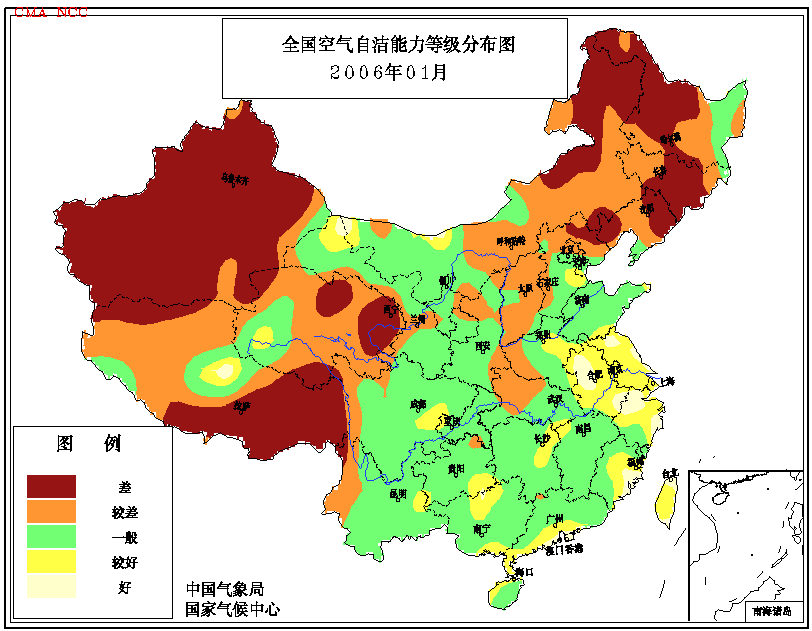 CMA NCC
全国空气自洁能力等级分布图
2006年01月
乌鲁木齐
哈尔滨
长春
沈阳
呼和浩特
北京
天津
银川
太原
石家庄
济南
西宁
兰州
西安
郑州
合肥
南京
上海
拉萨
成都
重庆
武汉
长沙
南昌
贵阳
福州
台北
昆明
南宁
广州
澳门 香港
海口
图 例
差
较差
一般
较好
好
中国气象局
国家气候中心
南海诸岛